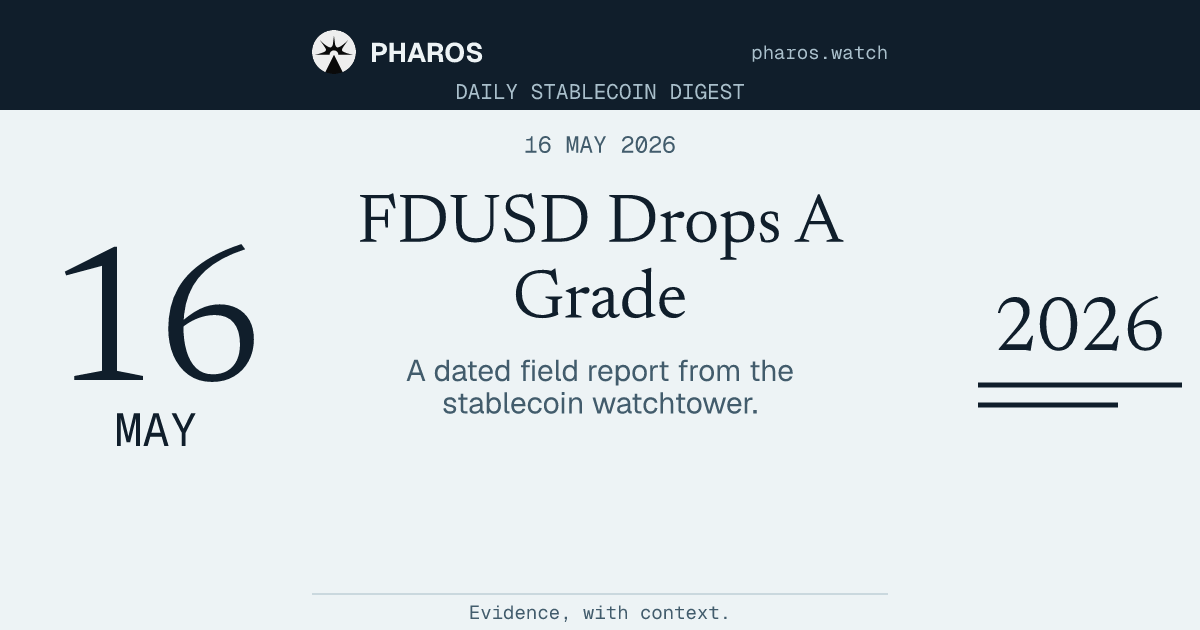 PHAROS
pharos.watch
DAILY STABLECOIN DIGEST
16 MAY 2026
FDUSD Drops A
Grade
A dated field report from the
stablecoin watchtower.
16
MAY
2026
Evidence, with context.